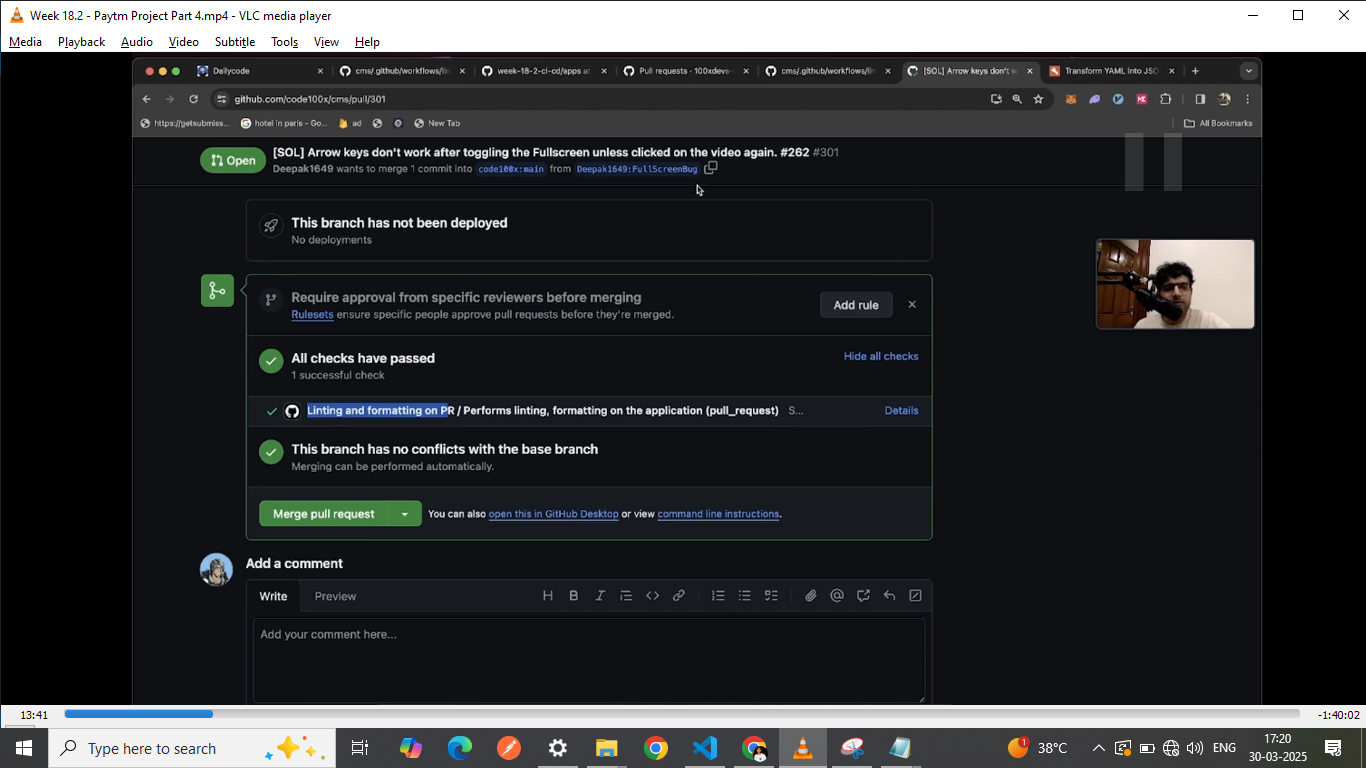 Week 18.2 - Paytm Project Part 4.mp4 - VLC media player
Media Playback Audio Video Subtitle Tools View Help
Dailycode
cms/.github/workflows/lin
week-18-2-ci-cd/apps at
Pull requests · 100xdevs-
cms/.github/workflows/lin
[SOL] Arrow keys don't w
Transform YAML into JSO
github.com/code100x/cms/pull/301
https://getsubmiss...
hotel in paris - Go...
ad
New Tab
All Bookmarks
Open
[SOL] Arrow keys don't work after toggling the Fullscreen unless clicked on the video again. #262 #301
Deepak1649 wants to merge 1 commit into code100x:main from Deepak1649:FullScreenBug
This branch has not been deployed
No deployments
Require approval from specific reviewers before merging
Rulesets ensure specific people approve pull requests before they're merged.
Add rule
All checks have passed
1 successful check
Hide all checks
Linting and formatting on PR / Performs linting, formatting on the application (pull_request) S...
Details
This branch has no conflicts with the base branch
Merging can be performed automatically.
Merge pull request
You can also open this in GitHub Desktop or view command line instructions.
Add a comment
Write Preview
Add your comment here...
13:41
-1:40:02
Type here to search
1
38°C
ENG
17:20
30-03-2025